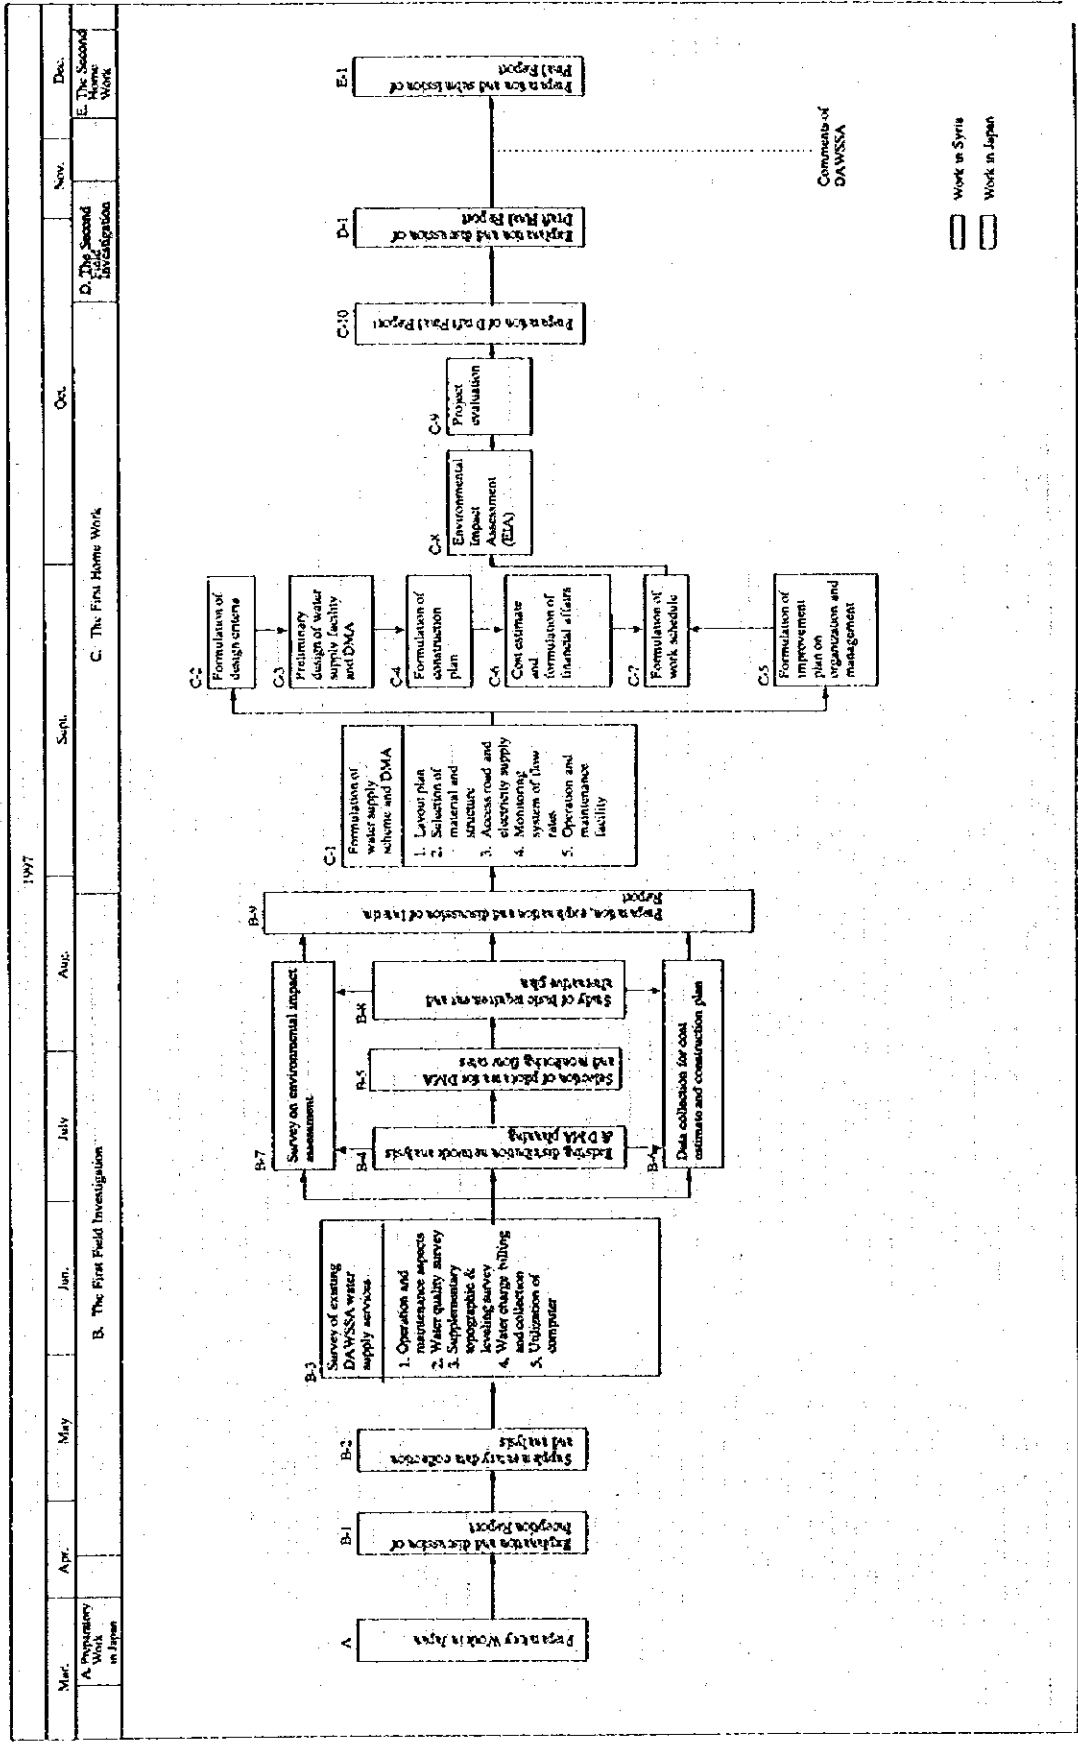 1997
Mar.
Apr.
May
Jun.
July
Aug.
Sept.
Oct.
Nov.
Dec.
A. Preparatory
Work
in Japan
B. The First Field Investigation
C. The First Home Work
D. The Second
Field
Investigation
E. The Second
Home
Work
A
Preparatory Work in Japan
B-1
Explanation and discussion of
Inception Report
B-2
Supplementary data collection
and analysis
B-3
Survey of existing
DAWSSA water
supply services
1. Operation and
maintenance aspects
2. Water quality survey
3. Supplementary
topographic &
leveling survey
4. Water charge billing
and collection
5. Utilization of
computer
B-7
Survey on environmental impact
assessment
B-4
Existing distribution network analysis
& DMA planning
B-5
Selection of pilot area for DMA
and monitoring flow rates
Study of basic requirement and
alternative plan
Data collection for cost
estimate and construction plan
B-9
Preparation, explanation and discussion of Interim
Report
C-1
Formulation of
water supply
scheme and DMA
1. Layout plan
2. Selection of
material and
structure
3. Access road and
electricity supply
4. Monitoring
system of flow
rates
5. Operation and
maintenance
facility
C-2
Formulation of
design criteria
C-3
Preliminary
design of water
supply facility
and DMA
C-4
Formulation of
construction
plan
C-6
Cost estimate
and
formulation of
financial affairs
C-7
Formulation of
work schedule
C-5
Formulation of
improvement
plan on
organization and
management
C-8
Environmental
Impact
Assessment
(EIA)
C-9
Project
evaluation
C-10
Preparation of Draft Final Report
D-1
Explanation and discussion of
Draft Final Report
E-1
Preparation and submission of
Final Report
Comments of
DAWSSA
Work in Syria
Work in Japan